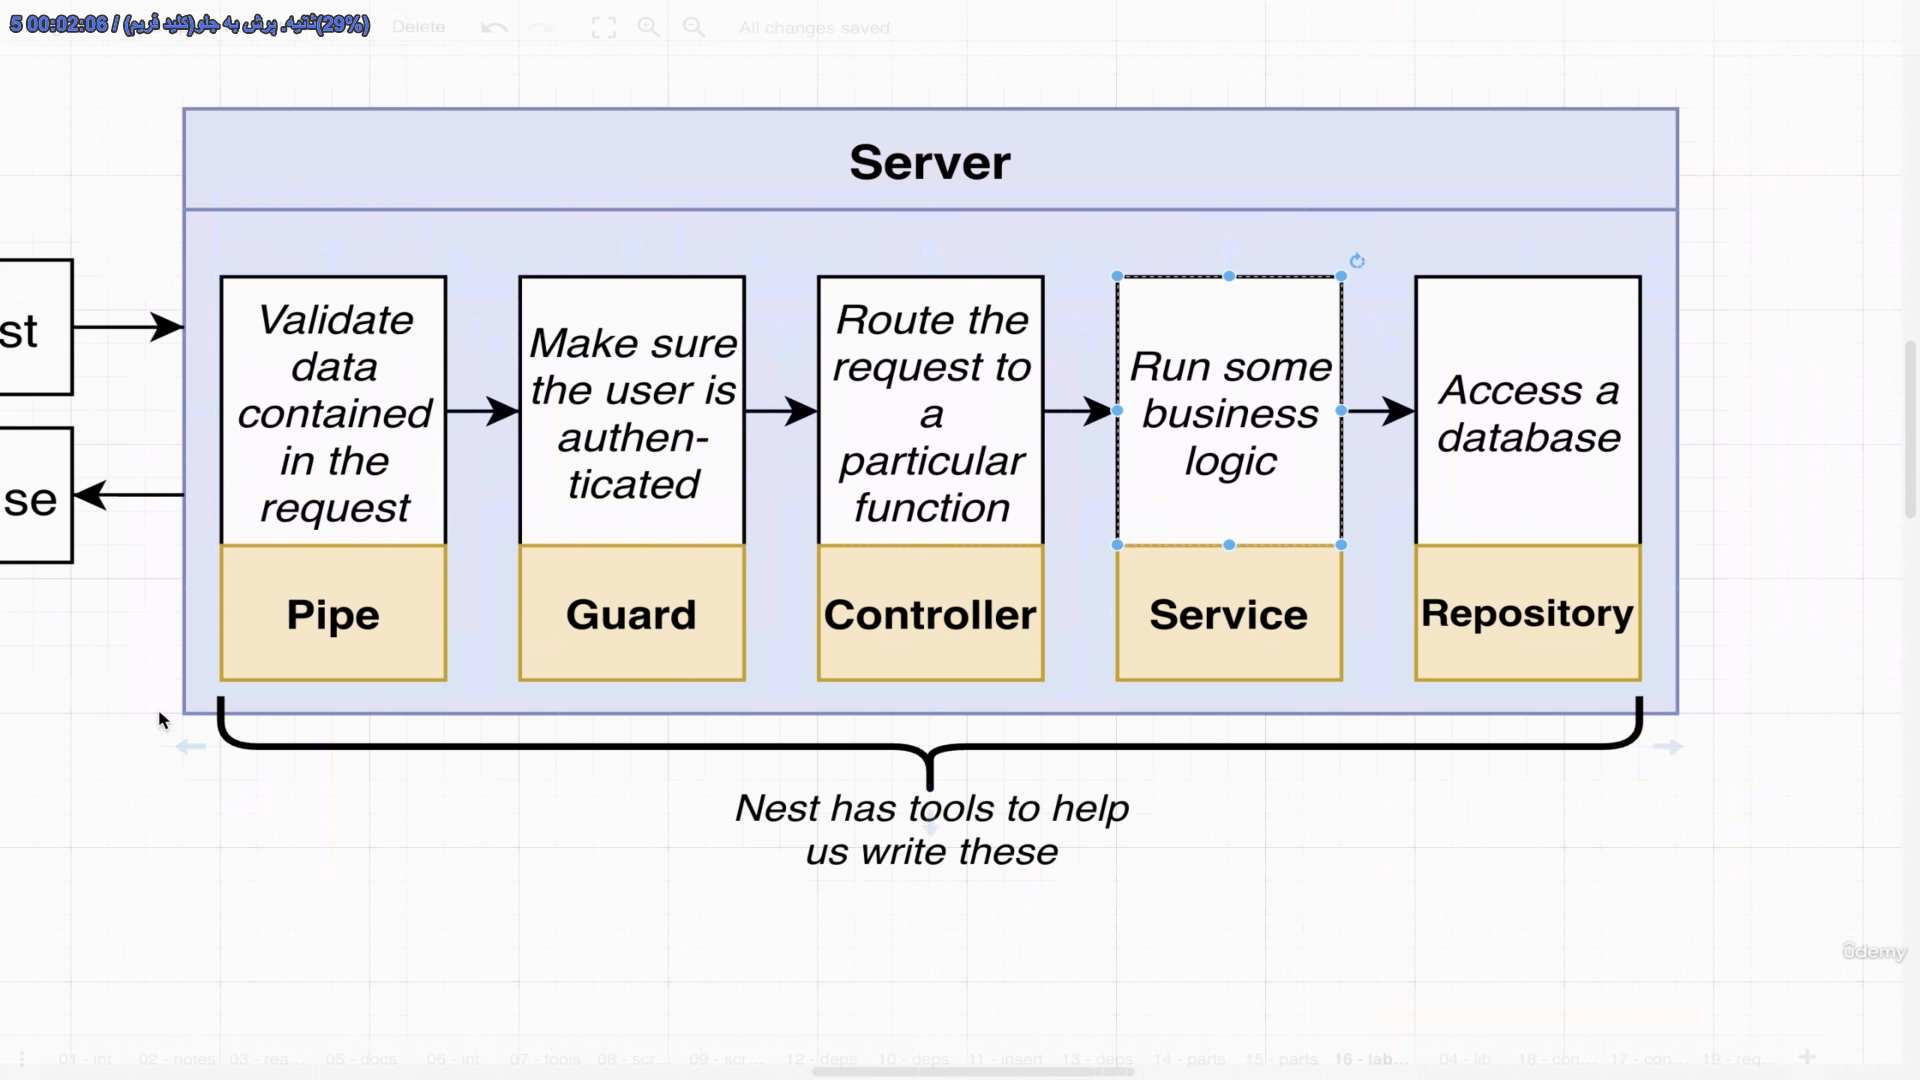 5 00:02:06 / (ثانیه. پرش به جلو(کلید فریم)(29%)
Delete
All changes saved
Server
st
se
Validate
data
contained
in the
request
Make sure
the user is
authen-
ticated
Route the
request to
a
particular
function
Run some
business
logic
Access a
database
Pipe
Guard
Controller
Service
Repository
Nest has tools to help
us write these
ûdemy
01 - int
02 - notes
03 - rea...
05 - docs
06 - int
07 - tools
08 - scr...
09 - scr...
12 - deps
10 - deps
11 - insert
13 - deps
14 - parts
15 - parts
16 - lab...
04 - lib
18 - con...
17 - con...
19 - req...